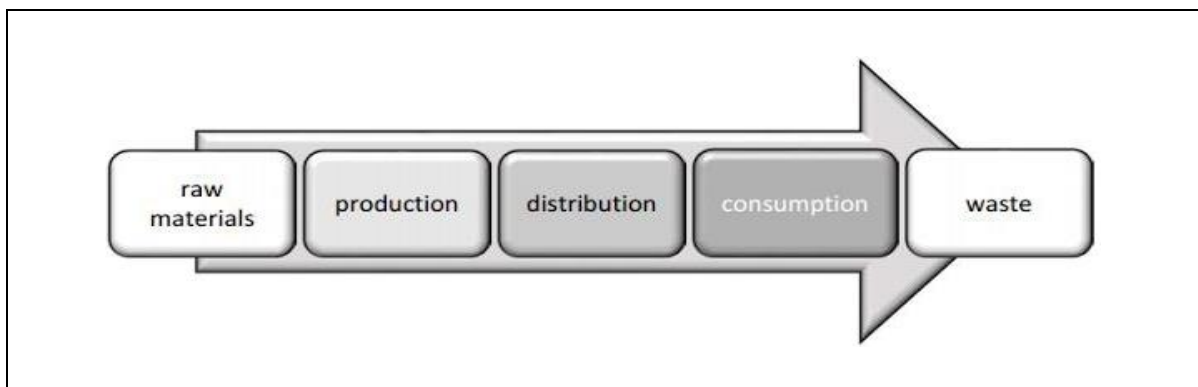 raw
materials
production
distribution
consumption
waste